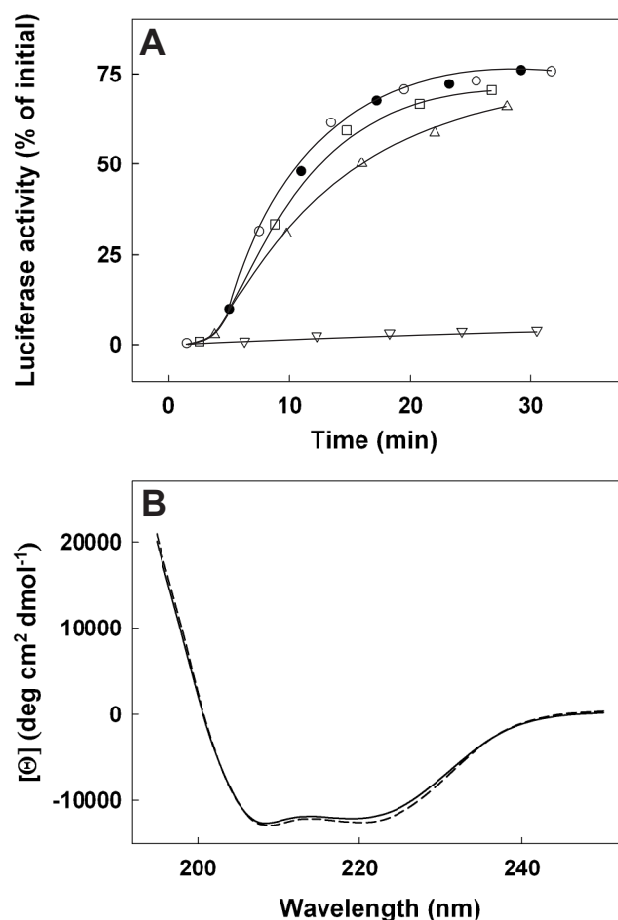 A
Luciferase activity (% of initial)
75
50
25
0
0 10 20 30
Time (min)
B
[Θ] (deg cm² dmol⁻¹)
20000
10000
0
-10000
200 220 240
Wavelength (nm)